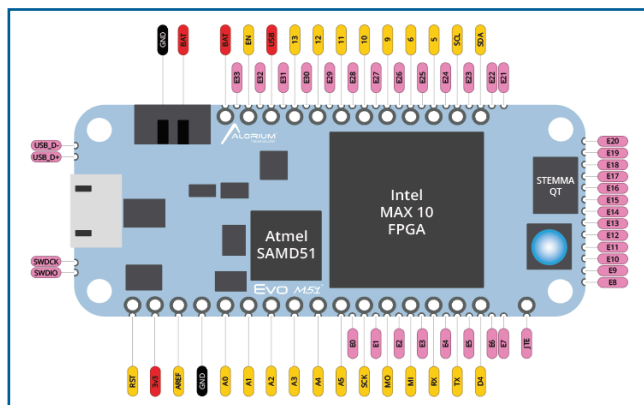 GND
BAT
BAT
EN
USB
13
12
11
10
9
6
5
SCL
SDA
E33
E32
E31
E30
E29
E28
E27
E26
E25
E24
E23
E22
E21
USB_D-
USB_D+
SWDCK
SWDIO
ALORIUM
TECHNOLOGY
Intel
MAX 10
FPGA
Atmel
SAMD51
EVO M51
STEMMA
QT
E20
E19
E18
E17
E16
E15
E14
E13
E12
E11
E10
E9
E8
E0
E1
E2
E3
E4
E5
E6
E7
JTE
RST
3v3
AREF
GND
A0
A1
A2
A3
A4
A5
SCK
MO
MI
RX
TX
D4